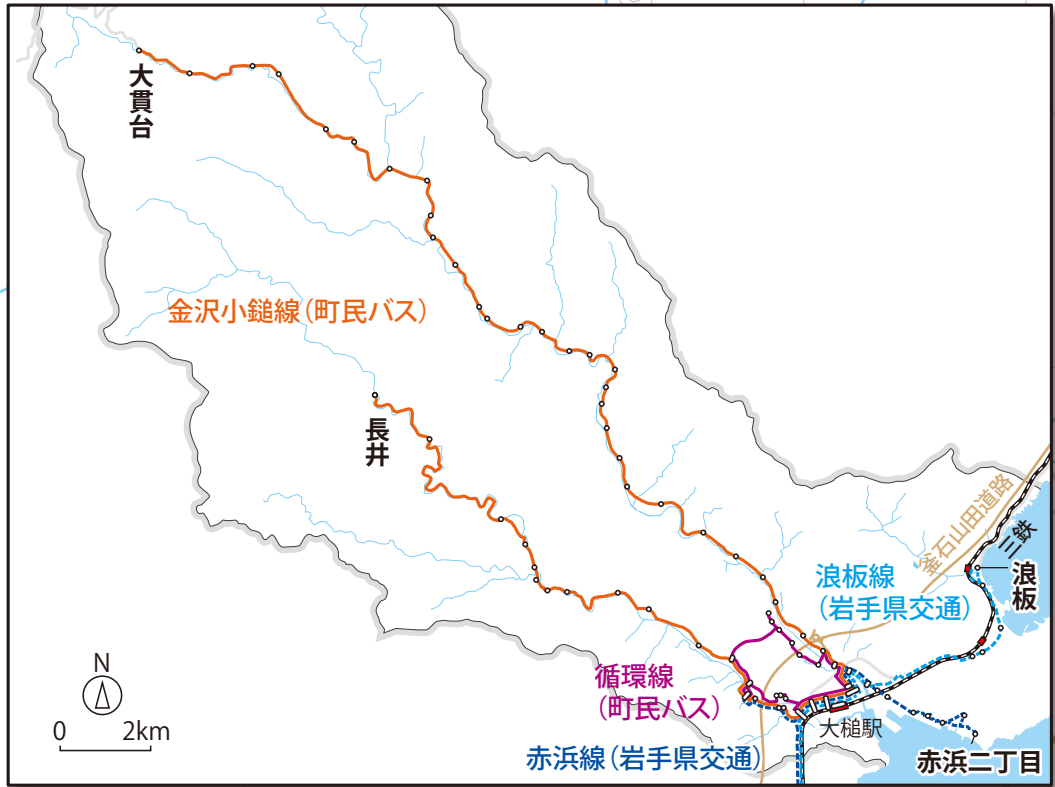 大貫台
金沢小鎚線(町民バス)
長井
釜石山田道路
三鉄
浪板
浪板線
(岩手県交通)
循環線
(町民バス)
大槌駅
赤浜線(岩手県交通)
赤浜二丁目
N
0 2km